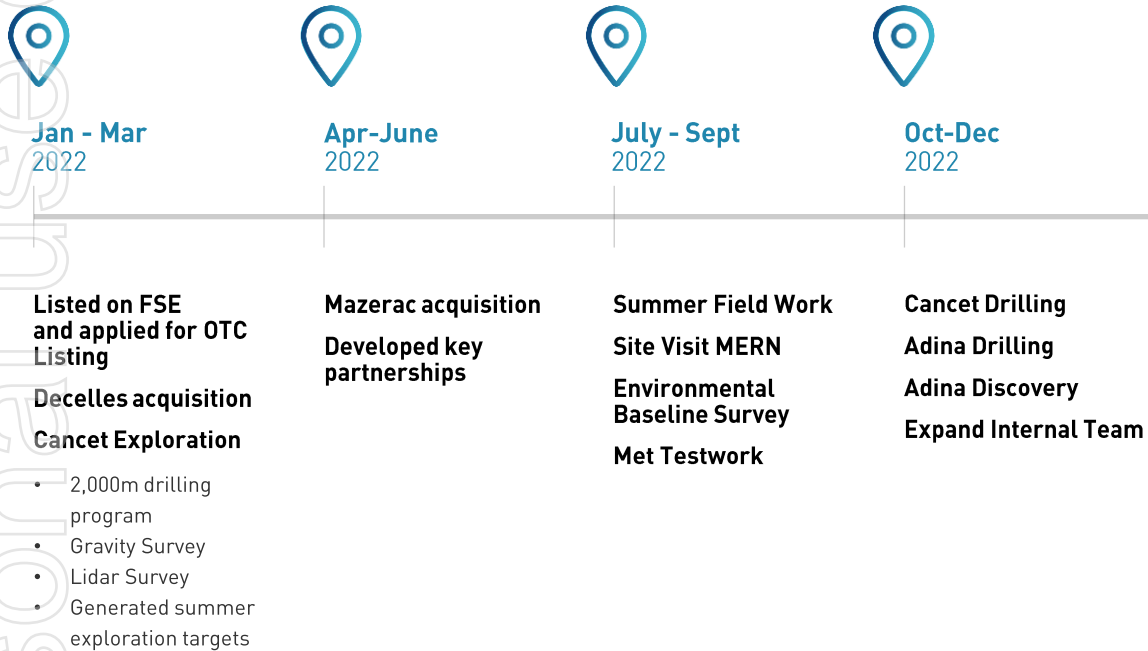 Jan - Mar
2022
Listed on FSE
and applied for OTC
Listing
Decelles acquisition
Cancet Exploration
• 2,000m drilling
program
• Gravity Survey
• Lidar Survey
• Generated summer
exploration targets
Apr-June
2022
Mazerac acquisition
Developed key
partnerships
July - Sept
2022
Summer Field Work
Site Visit MERN
Environmental
Baseline Survey
Met Testwork
Oct-Dec
2022
Cancet Drilling
Adina Drilling
Adina Discovery
Expand Internal Team